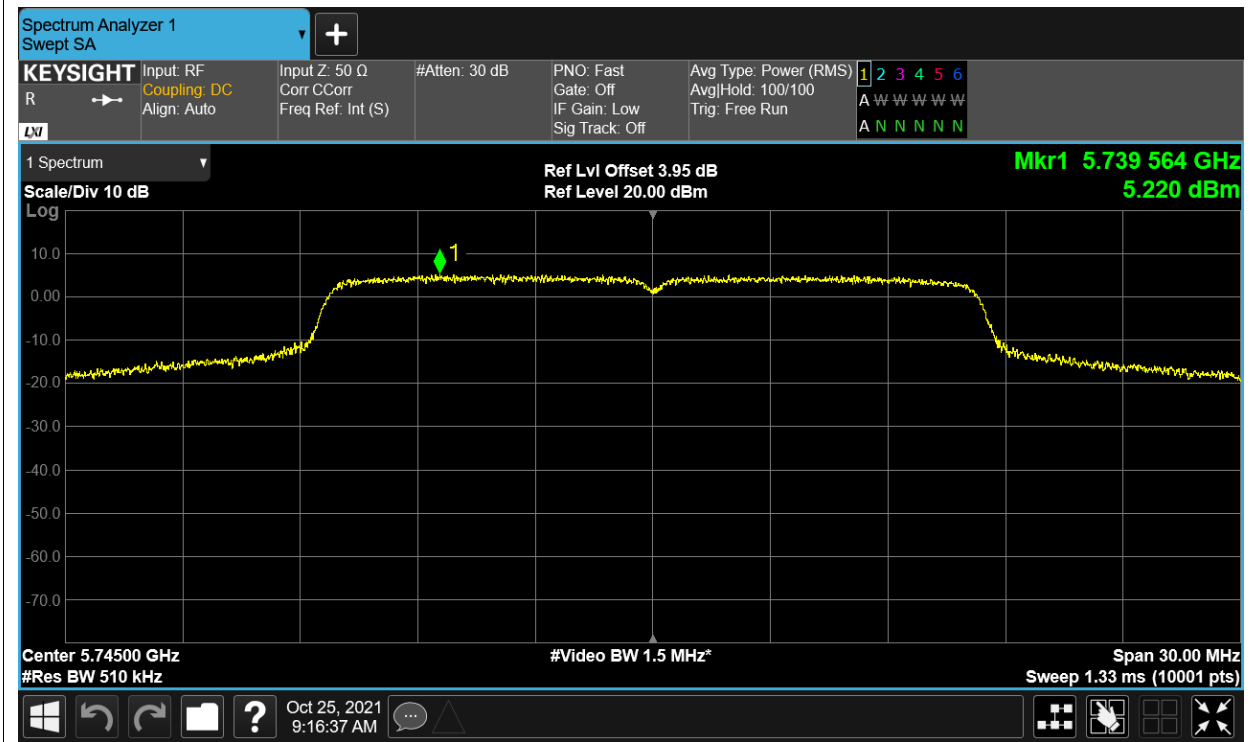 Spectrum Analyzer 1
Swept SA
+
KEYSIGHT
R
LXI
Input: RF
Coupling: DC
Align: Auto
Input Z: 50 Ω
Corr CCorr
Freq Ref: Int (S)
#Atten: 30 dB
PNO: Fast
Gate: Off
IF Gain: Low
Sig Track: Off
Avg Type: Power (RMS)
Avg|Hold: 100/100
Trig: Free Run
1 2 3 4 5 6
A W W W W W
A N N N N N
1 Spectrum
Scale/Div 10 dB
Log
Ref Lvl Offset 3.95 dB
Ref Level 20.00 dBm
Mkr1 5.739 564 GHz
5.220 dBm
1
10.0
0.00
-10.0
-20.0
-30.0
-40.0
-50.0
-60.0
-70.0
Center 5.74500 GHz
#Res BW 510 kHz
#Video BW 1.5 MHz*
Span 30.00 MHz
Sweep 1.33 ms (10001 pts)
?
Oct 25, 2021
9:16:37 AM